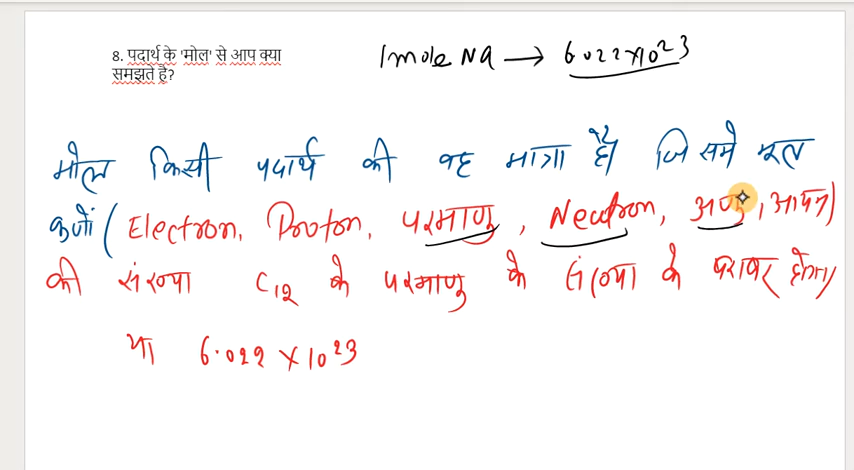 8. पदार्थ के 'मोल' से आप क्या
समझते है?
1mole Na → 6.022×10²³
मोल किसी पदार्थ की वह मात्रा है। जिसमे मूल
कणों ( Electron, Proton, परमाणु, Neutron, अणु, आयन)
की संख्या C₁₂ के परमाणु के संख्या के बराबर होगा।
या 6.022 × 10²³